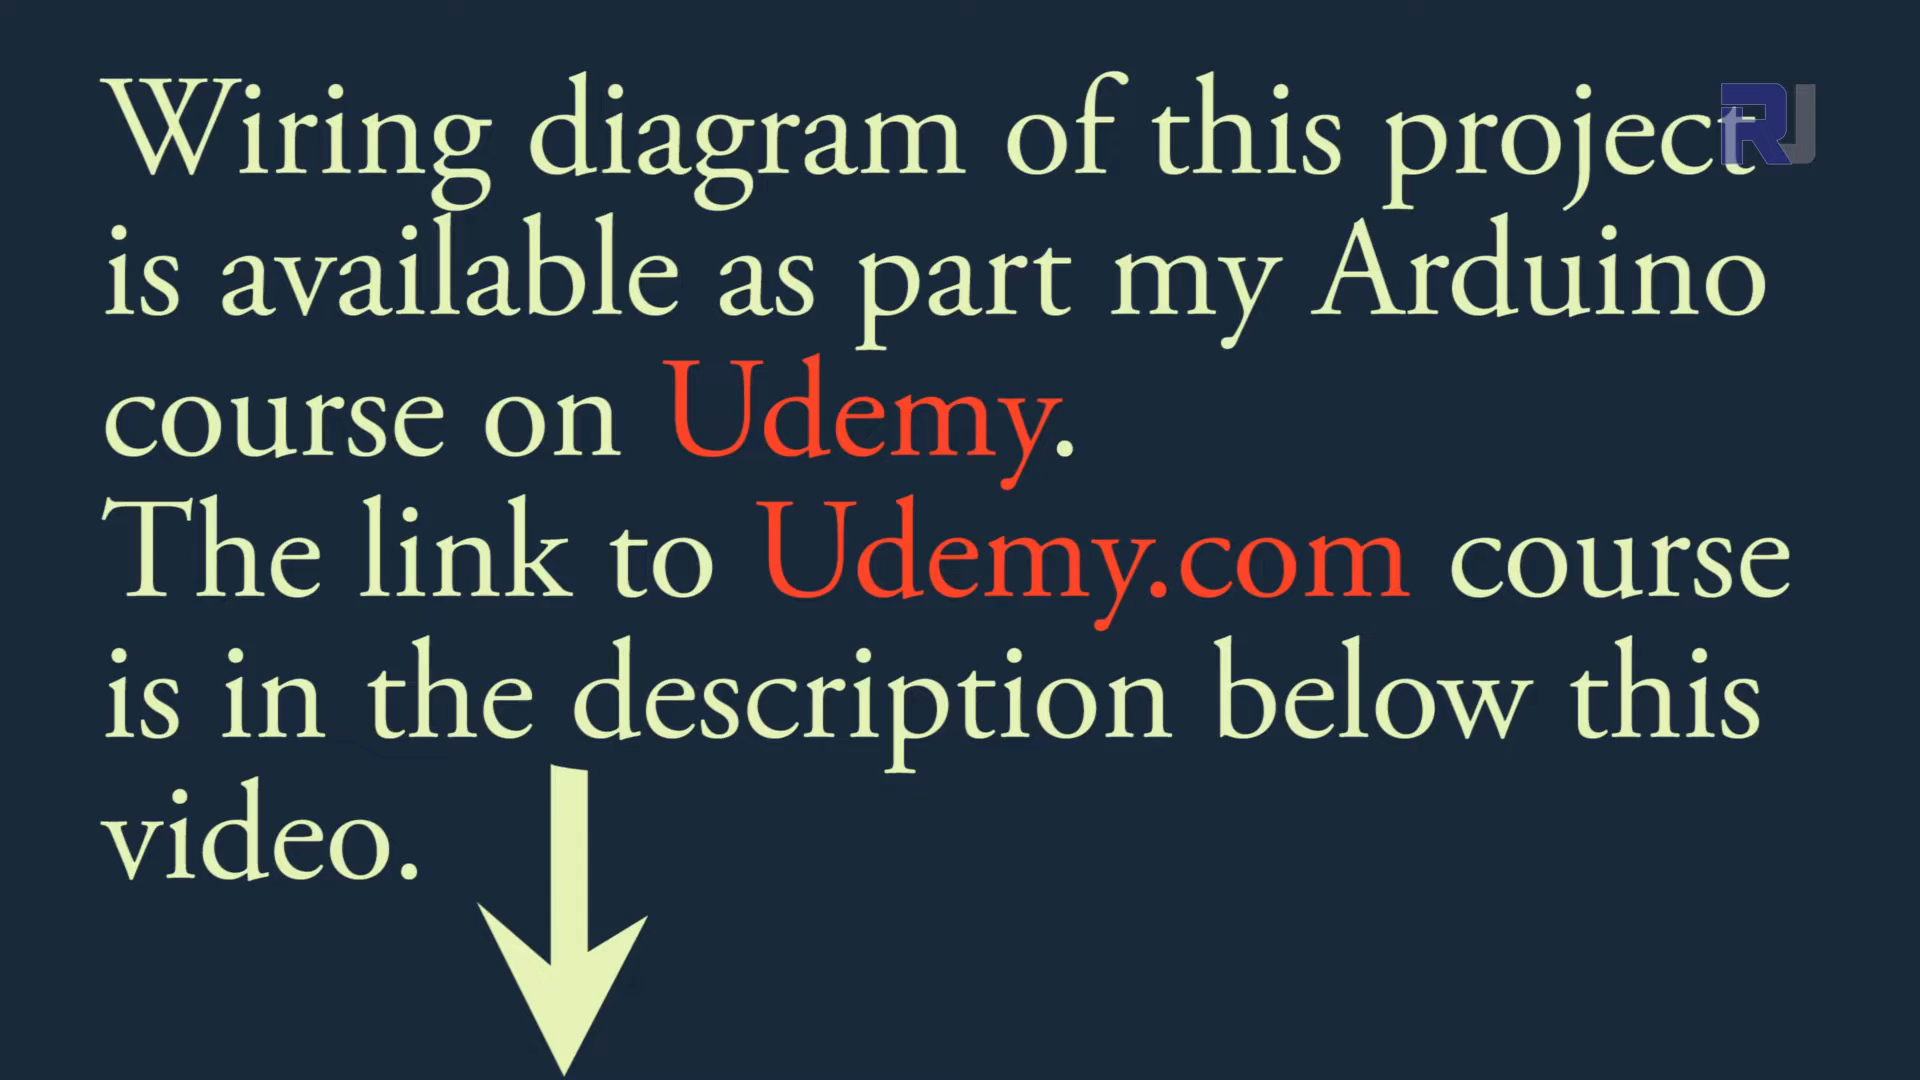 Wiring diagram of this project
is available as part my Arduino
course on Udemy.
The link to Udemy.com course
is in the description below this
video.
RJ